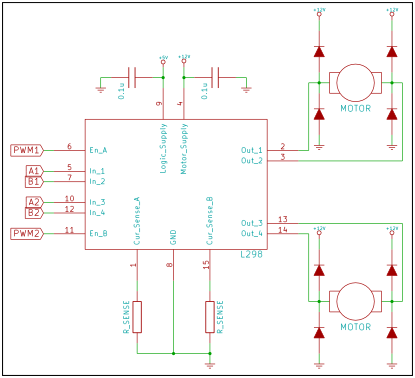 +12V
+12V
+5V
+12V
0.1u
0.1u
MOTOR
9
4
Logic_Supply
Motor_Supply
PWM1
6
En_A
Out_1
2
Out_2
3
A1
5
In_1
B1
7
In_2
A2
10
In_3
B2
12
In_4
PWM2
11
En_B
Out_3
13
Out_4
14
Cur_Sense_A
GND
Cur_Sense_B
L298
1
8
15
+12V
+12V
R_SENSE
R_SENSE
MOTOR